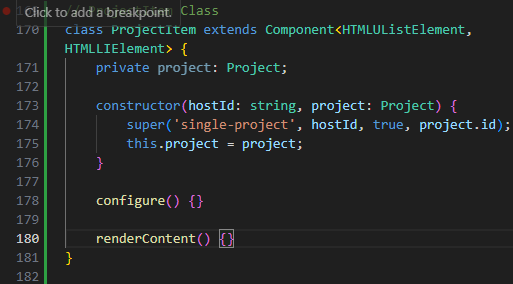 Click to add a breakpoint. Class
170 class ProjectItem extends Component<HTMLUListElement,
HTMLLIElement> {
171 private project: Project;
172
173 constructor(hostId: string, project: Project) {
174 super('single-project', hostId, true, project.id);
175 this.project = project;
176 }
177
178 configure() {}
179
180 renderContent() {}
181 }
182